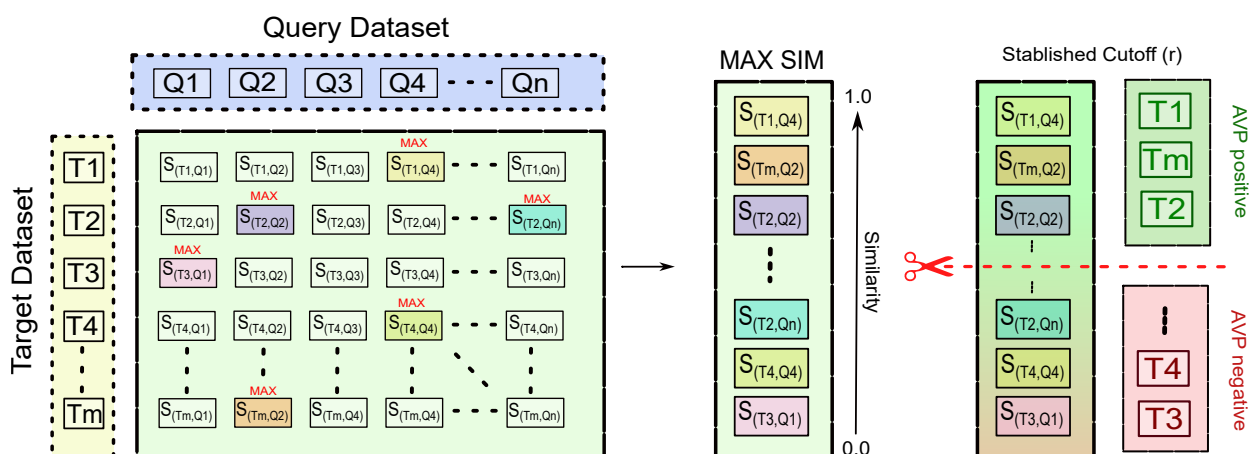 Query Dataset
Q1 Q2 Q3 Q4 Qn
Target Dataset
T1
T2
T3
T4
Tm
MAX
S(T1,Q1) S(T1,Q2) S(T1,Q3) S(T1,Q4) S(T1,Qn)
MAX MAX
S(T2,Q1) S(T2,Q2) S(T2,Q3) S(T2,Q4) S(T2,Qn)
MAX
S(T3,Q1) S(T3,Q2) S(T3,Q3) S(T3,Q4) S(T3,Qn)
MAX
S(T4,Q1) S(T4,Q2) S(T4,Q3) S(T4,Q4) S(T4,Qn)
MAX
S(Tm,Q1) S(Tm,Q2) S(Tm,Q4) S(Tm,Q4) S(Tm,Qn)
MAX SIM
S(T1,Q4)
S(Tm,Q2)
S(T2,Q2)
S(T2,Qn)
S(T4,Q4)
S(T3,Q1)
1.0
Similarity
0.0
Stablished Cutoff (r)
S(T1,Q4)
S(Tm,Q2)
S(T2,Q2)
S(T2,Qn)
S(T4,Q4)
S(T3,Q1)
T1
Tm
T2
AVP positive
T4
T3
AVP negative